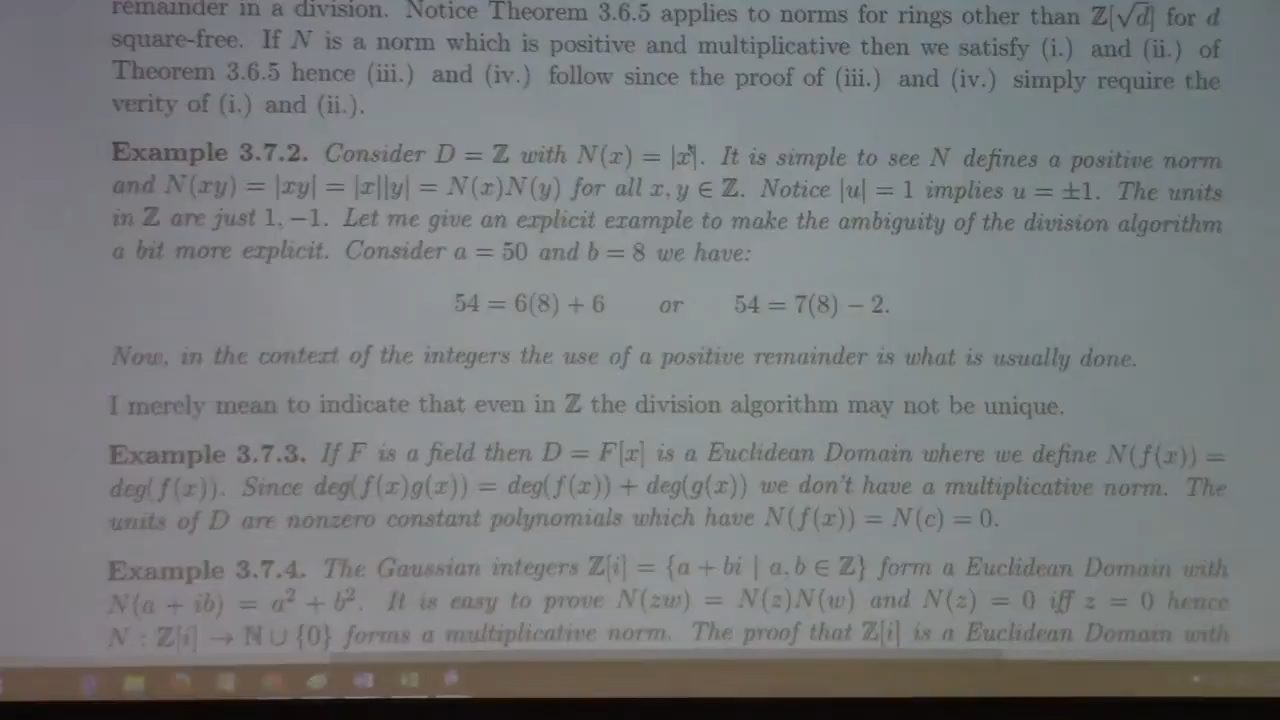 remainder in a division. Notice Theorem 3.6.5 applies to norms for rings other than ℤ[√d] for d
square-free. If N is a norm which is positive and multiplicative then we satisfy (i.) and (ii.) of
Theorem 3.6.5 hence (iii.) and (iv.) follow since the proof of (iii.) and (iv.) simply require the
verity of (i.) and (ii.).
Example 3.7.2. Consider D = ℤ with N(x) = |x|. It is simple to see N defines a positive norm
and N(xy) = |xy| = |x||y| = N(x)N(y) for all x, y ∈ ℤ. Notice |u| = 1 implies u = ±1. The units
in ℤ are just 1, −1. Let me give an explicit example to make the ambiguity of the division algorithm
a bit more explicit. Consider a = 50 and b = 8 we have:
54 = 6(8) + 6 or 54 = 7(8) − 2.
Now, in the context of the integers the use of a positive remainder is what is usually done.
I merely mean to indicate that even in ℤ the division algorithm may not be unique.
Example 3.7.3. If F is a field then D = F[x] is a Euclidean Domain where we define N(f(x)) =
deg(f(x)). Since deg(f(x)g(x)) = deg(f(x)) + deg(g(x)) we don't have a multiplicative norm. The
units of D are nonzero constant polynomials which have N(f(x)) = N(c) = 0.
Example 3.7.4. The Gaussian integers ℤ[i] = {a + bi | a, b ∈ ℤ} form a Euclidean Domain with
N(a + ib) = a² + b². It is easy to prove N(zw) = N(z)N(w) and N(z) = 0 iff z = 0 hence
N : ℤ[i] → ℕ ∪ {0} forms a multiplicative norm. The proof that ℤ[i] is a Euclidean Domain with